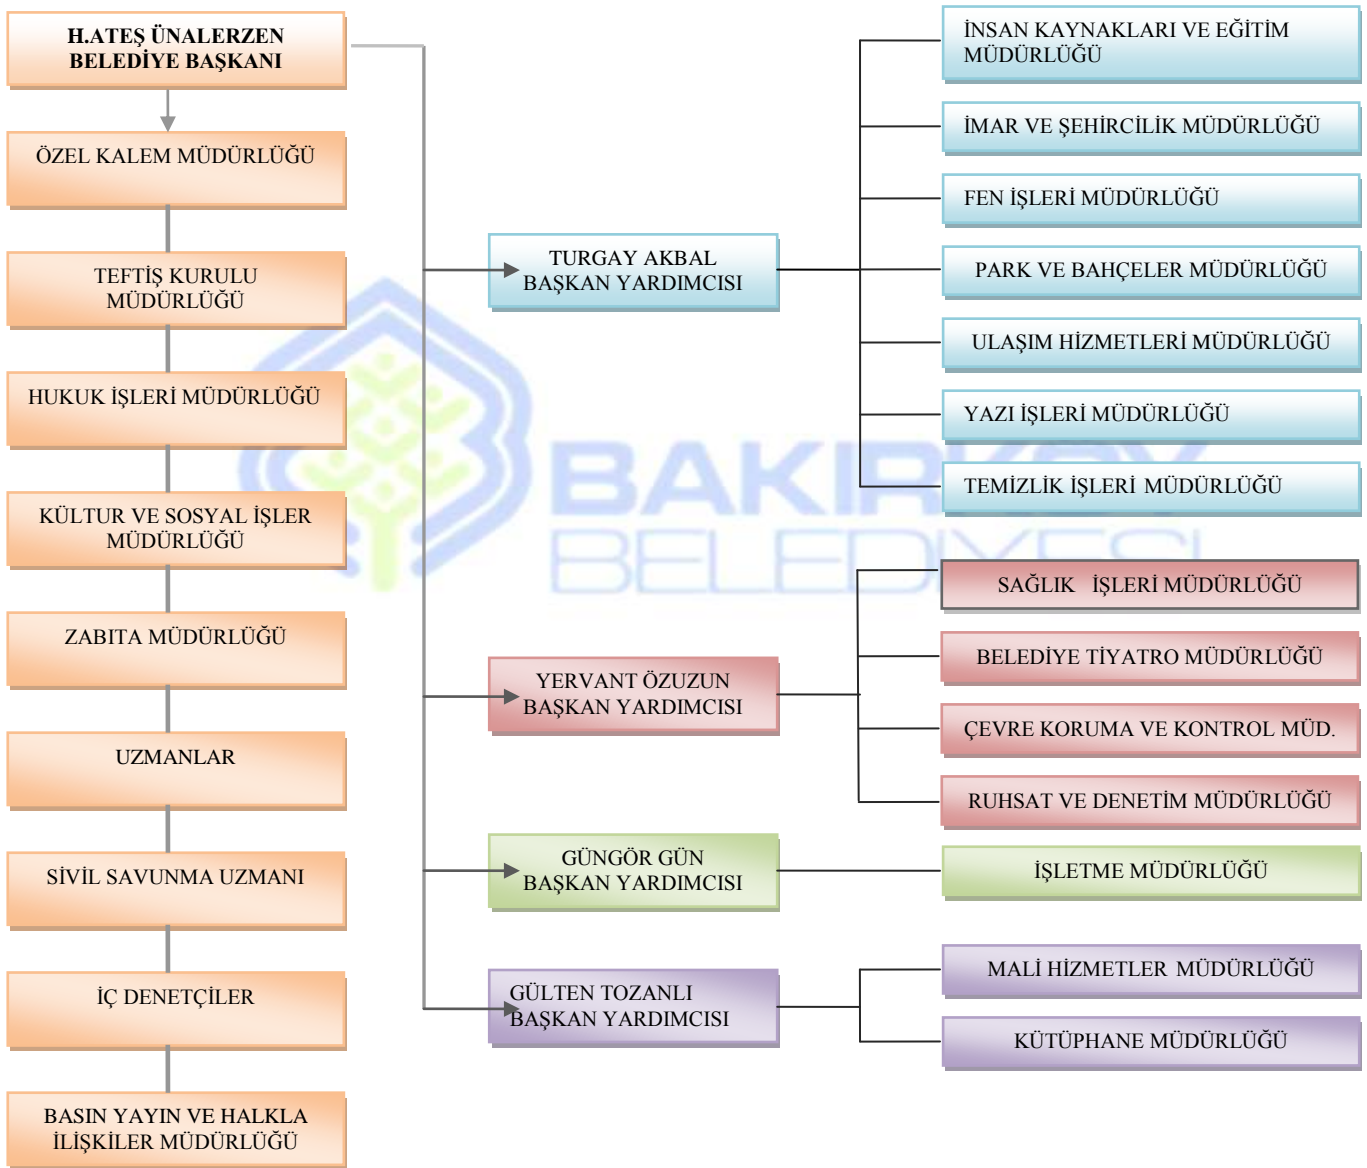 H.ATEŞ ÜNALERZEN
BELEDİYE BAŞKANI
ÖZEL KALEM MÜDÜRLÜĞÜ
TEFTİŞ KURULU
MÜDÜRLÜĞÜ
HUKUK İŞLERİ MÜDÜRLÜĞÜ
KÜLTUR VE SOSYAL İŞLER
MÜDÜRLÜĞÜ
ZABITA MÜDÜRLÜĞÜ
UZMANLAR
SİVİL SAVUNMA UZMANI
İÇ DENETÇİLER
BASIN YAYIN VE HALKLA
İLİŞKİLER MÜDÜRLÜĞÜ
TURGAY AKBAL
BAŞKAN YARDIMCISI
İNSAN KAYNAKLARI VE EĞİTİM
MÜDÜRLÜĞÜ
İMAR VE ŞEHİRCİLİK MÜDÜRLÜĞÜ
FEN İŞLERİ MÜDÜRLÜĞÜ
PARK VE BAHÇELER MÜDÜRLÜĞÜ
ULAŞIM HİZMETLERİ MÜDÜRLÜĞÜ
YAZI İŞLERİ MÜDÜRLÜĞÜ
TEMİZLİK İŞLERİ MÜDÜRLÜĞÜ
YERVANT ÖZUZUN
BAŞKAN YARDIMCISI
SAĞLIK İŞLERİ MÜDÜRLÜĞÜ
BELEDİYE TİYATRO MÜDÜRLÜĞÜ
ÇEVRE KORUMA VE KONTROL MÜD.
RUHSAT VE DENETİM MÜDÜRLÜĞÜ
GÜNGÖR GÜN
BAŞKAN YARDIMCISI
İŞLETME MÜDÜRLÜĞÜ
GÜLTEN TOZANLI
BAŞKAN YARDIMCISI
MALİ HİZMETLER MÜDÜRLÜĞÜ
KÜTÜPHANE MÜDÜRLÜĞÜ
BAKIRKÖY
BELEDİYESİ